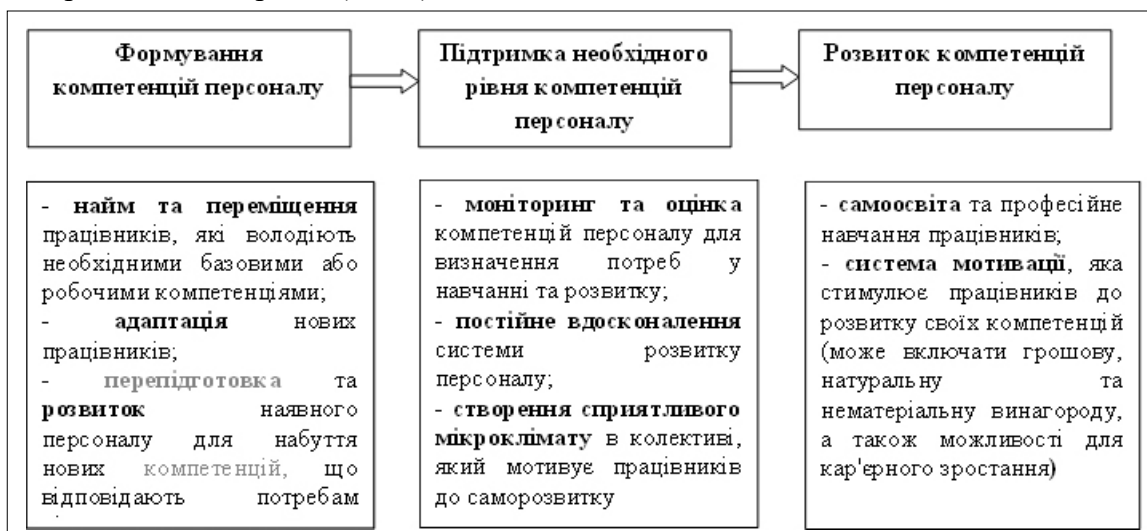 Формування
компетенцій персоналу
Підтримка необхідного
рівня компетенцій
персоналу
Розвиток компетенцій
персоналу
- найм та переміщення
працівників, які володіють
необхідними базовими або
робочими компетенціями;
- адаптація нових
працівників;
- перепідготовка та
розвиток наявного
персоналу для набуття
нових компетенцій, що
відповідають потребам
- моніторинг та оцінка
компетенцій персоналу для
визначення потреб у
навчанні та розвитку;
- постійне вдосконалення
системи розвитку
персоналу;
- створення сприятливого
мікроклімату в колективі,
який мотивує працівників
до саморозвитку
- самоосвіта та професійне
навчання працівників;
- система мотивації, яка
стимулює працівників до
розвитку своїх компетенцій
(може включати грошову,
натуральну та
нематеріальну винагороду,
а також можливості для
кар'єрного зростання)